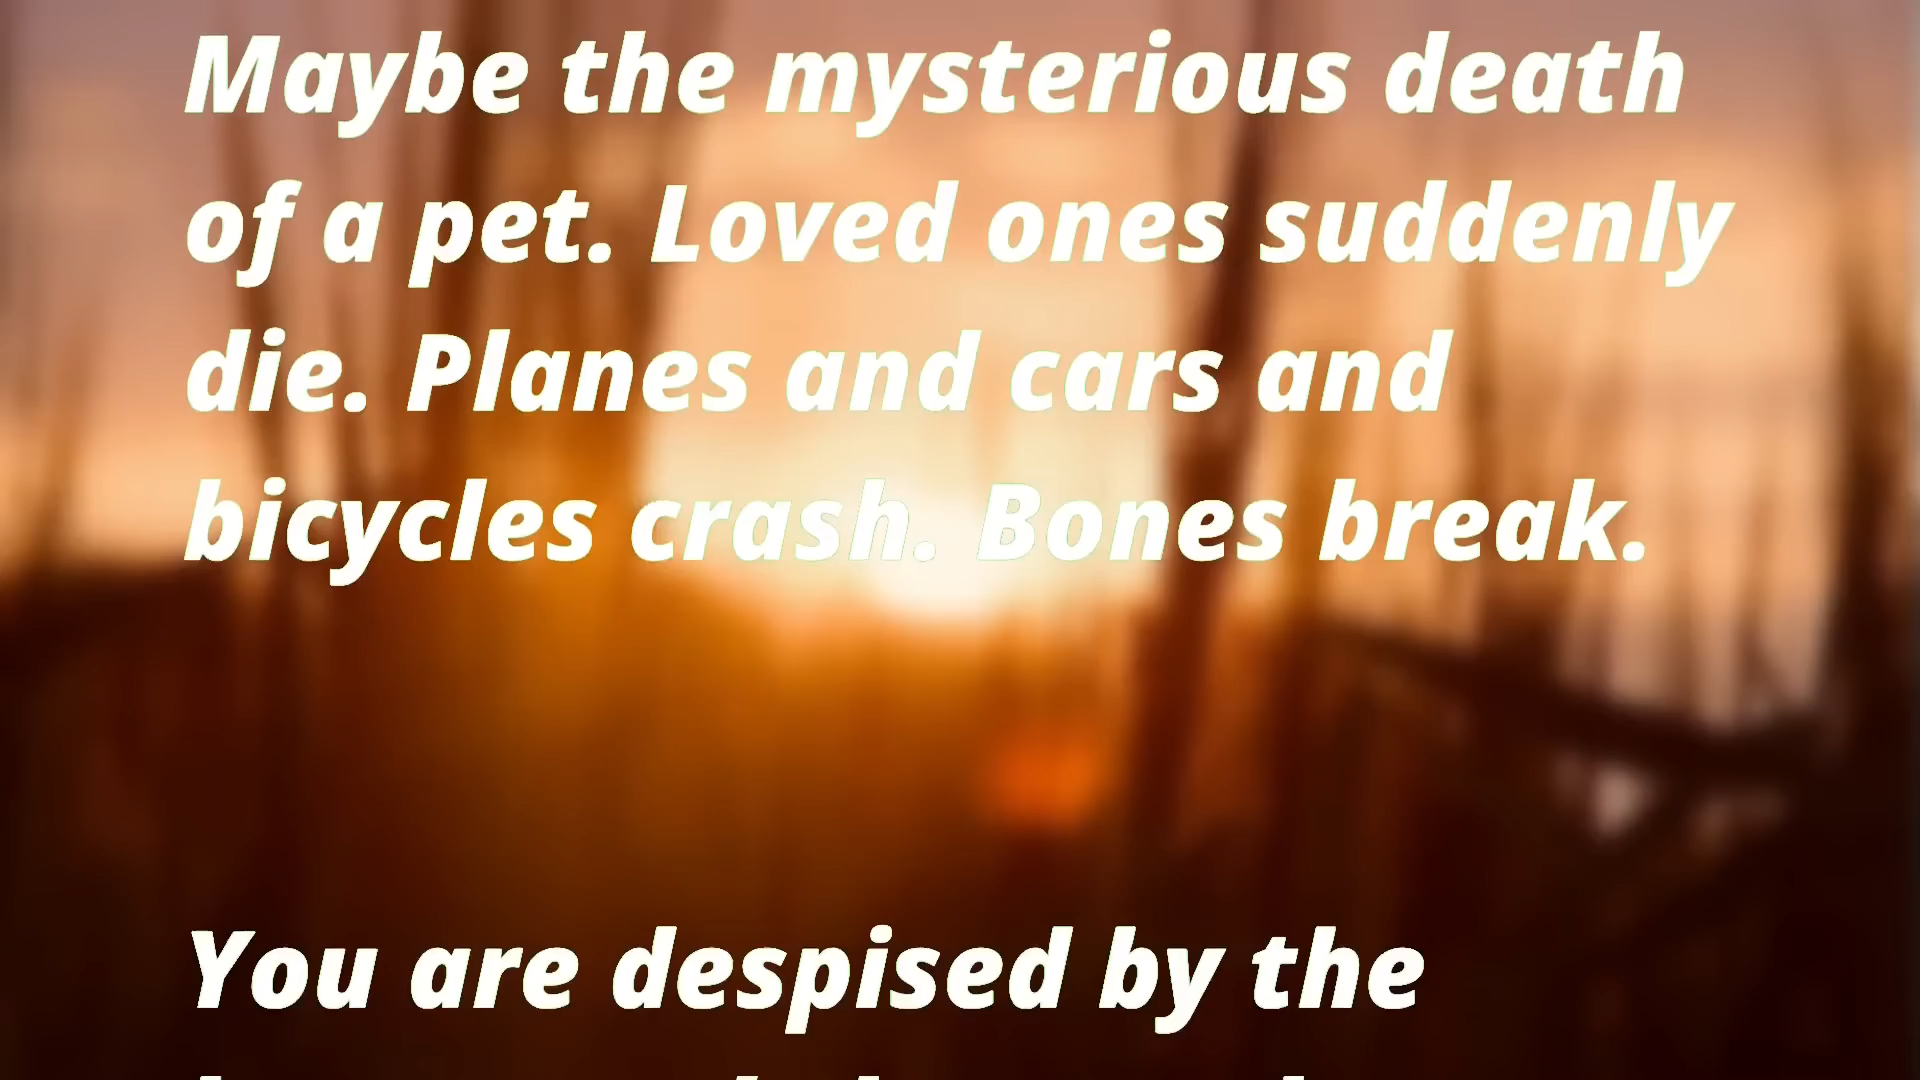 Maybe the mysterious death
of a pet. Loved ones suddenly
die. Planes and cars and
bicycles crash. Bones break.
You are despised by the